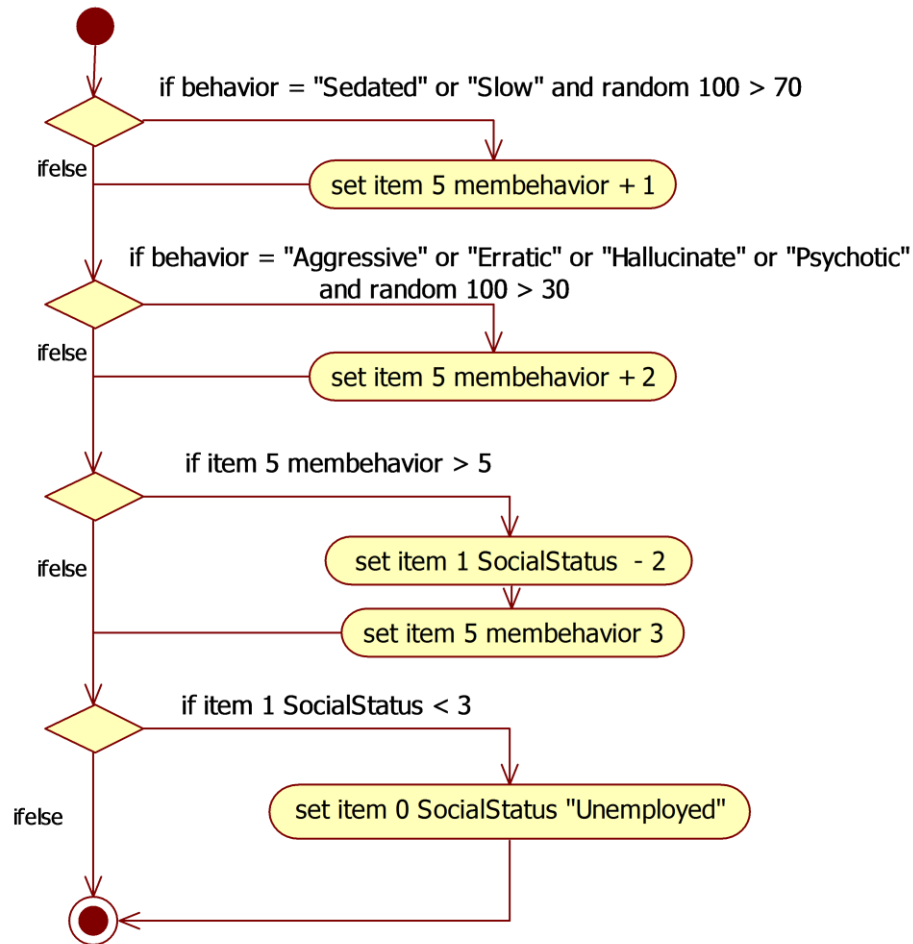 if behavior = "Sedated" or "Slow" and random 100 > 70
ifelse
set item 5 membehavior + 1
if behavior = "Aggressive" or "Erratic" or "Hallucinate" or "Psychotic"
and random 100 > 30
ifelse
set item 5 membehavior + 2
if item 5 membehavior > 5
set item 1 SocialStatus - 2
ifelse
set item 5 membehavior 3
if item 1 SocialStatus < 3
set item 0 SocialStatus "Unemployed"
ifelse